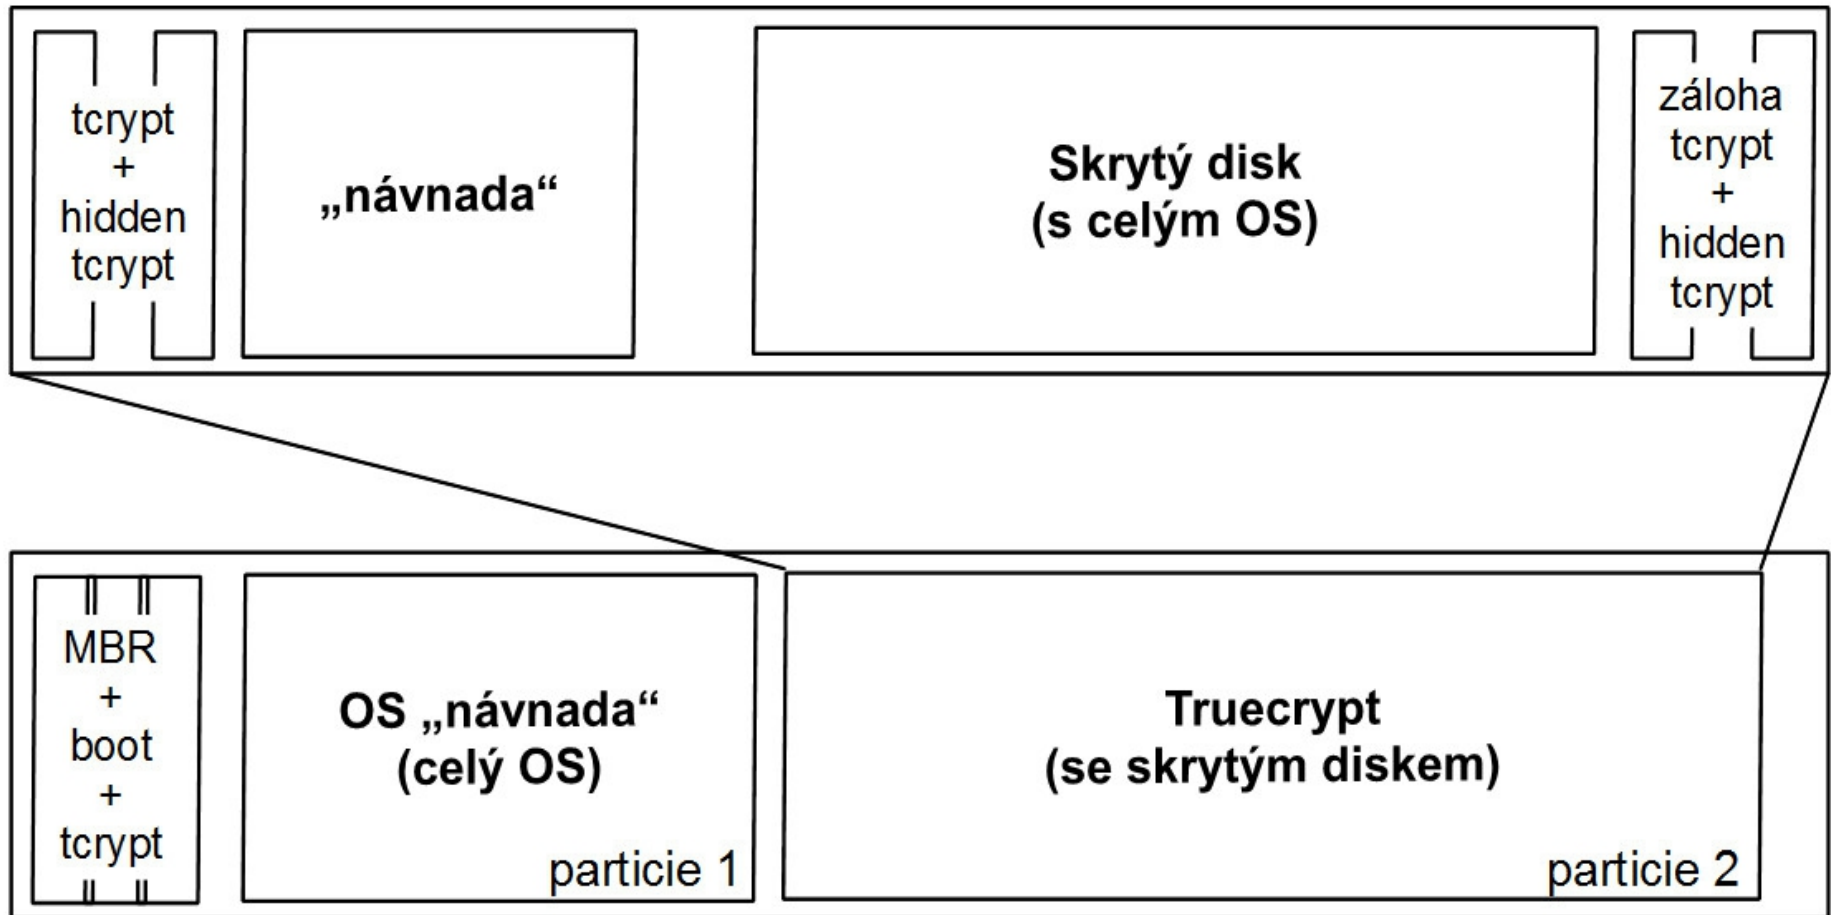 tcrypt
+
hidden
tcrypt
„návnada“
Skrytý disk
(s celým OS)
záloha
tcrypt
+
hidden
tcrypt
MBR
+
boot
+
tcrypt
OS „návnada“
(celý OS)
particie 1
Truecrypt
(se skrytým diskem)
particie 2